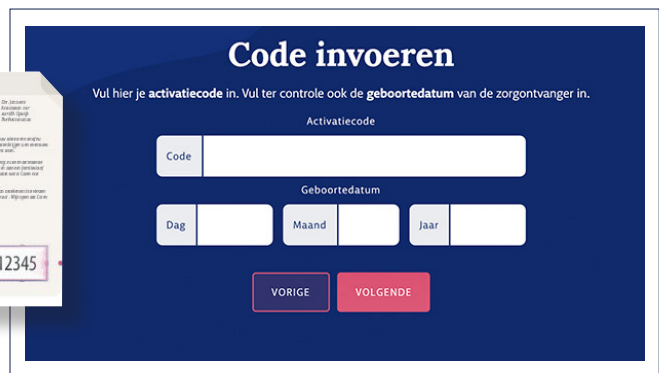 Code invoeren
Vul hier je activatiecode in. Vul ter controle ook de geboortedatum van de zorgontvanger in.
Activatiecode
Code
Geboortedatum
Dag
Maand
Jaar
VORIGE
VOLGENDE
12345